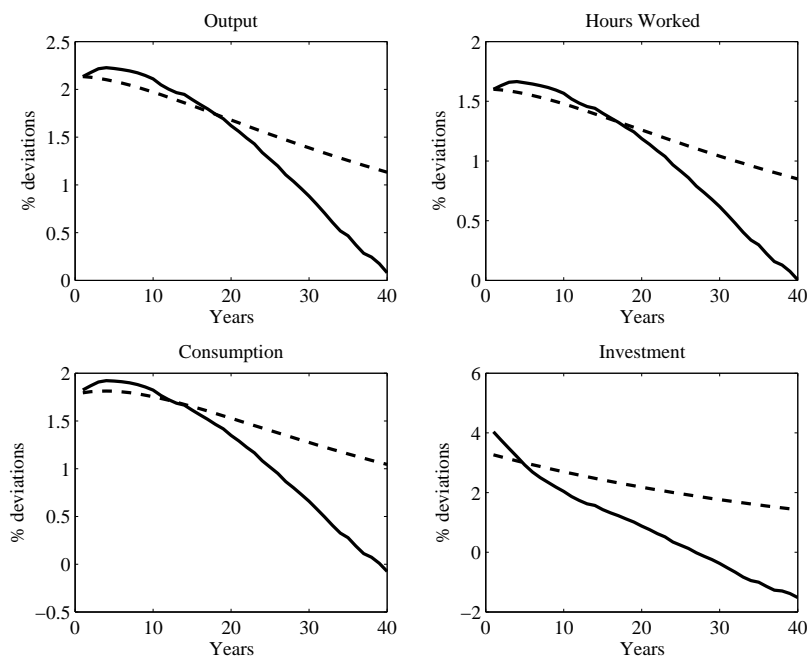 Output
2.5
2
1.5
1
0.5
0
% deviations
0 10 20 30 40
Years
Hours Worked
2
1.5
1
0.5
0
% deviations
0 10 20 30 40
Years
Consumption
2
1.5
1
0.5
0
−0.5
% deviations
0 10 20 30 40
Years
Investment
6
4
2
0
−2
% deviations
0 10 20 30 40
Years